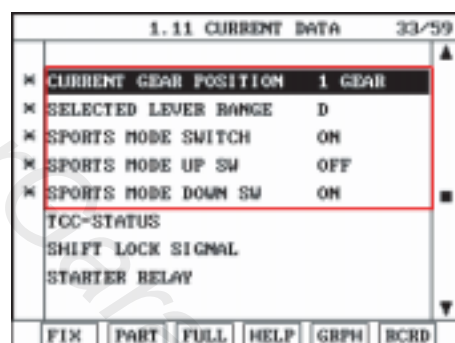 1.11 CURRENT DATA 33/59
* CURRENT GEAR POSITION 1 GEAR
* SELECTED LEVER RANGE D
* SPORTS MODE SWITCH ON
* SPORTS MODE UP SW OFF
* SPORTS MODE DOWN SW ON
TCC-STATUS
SHIFT LOCK SIGNAL
STARTER RELAY
FIX PART FULL HELP GRPH RCRD